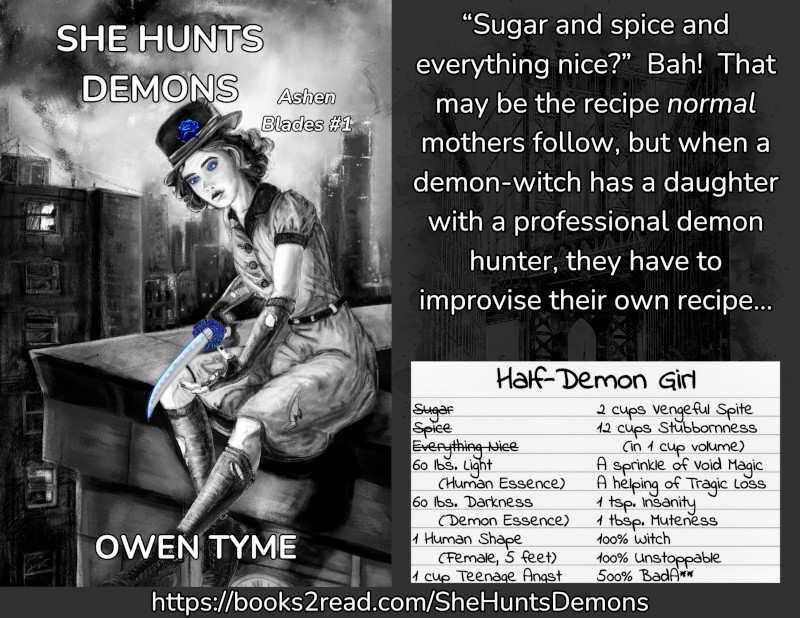 SHE HUNTS
DEMONS
Ashen
Blades #1
OWEN TYME
“Sugar and spice and
everything nice?” Bah! That
may be the recipe normal
mothers follow, but when a
demon-witch has a daughter
with a professional demon
hunter, they have to
improvise their own recipe...
Half-Demon Girl
Sugar
Spice
Everything Nice
60 lbs. Light
(Human Essence)
60 lbs. Darkness
(Demon Essence)
1 Human Shape
(Female, 5 feet)
1 cup Teenage Angst
2 cups Vengeful Spite
12 cups Stubbornness
(in 1 cup volume)
A sprinkle of Void Magic
A helping of Tragic Loss
1 tsp. Insanity
1 tbsp. Muteness
100% Witch
100% Unstoppable
500% BadA**
https://books2read.com/SheHuntsDemons